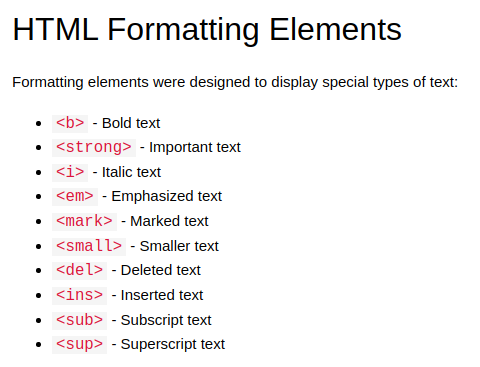 HTML Formatting Elements
Formatting elements were designed to display special types of text:
<b> - Bold text
<strong> - Important text
<i> - Italic text
<em> - Emphasized text
<mark> - Marked text
<small> - Smaller text
<del> - Deleted text
<ins> - Inserted text
<sub> - Subscript text
<sup> - Superscript text